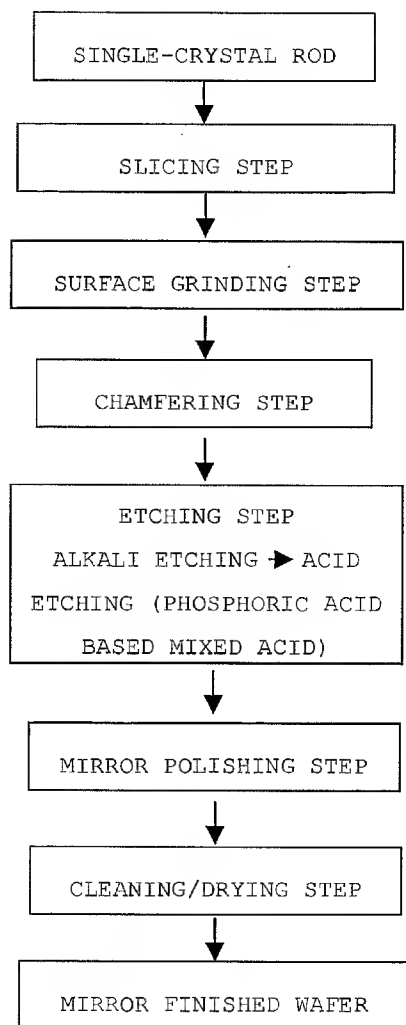 SINGLE-CRYSTAL ROD
SLICING STEP
SURFACE GRINDING STEP
CHAMFERING STEP
ETCHING STEP
ALKALI ETCHING → ACID
ETCHING (PHOSPHORIC ACID
BASED MIXED ACID)
MIRROR POLISHING STEP
CLEANING/DRYING STEP
MIRROR FINISHED WAFER